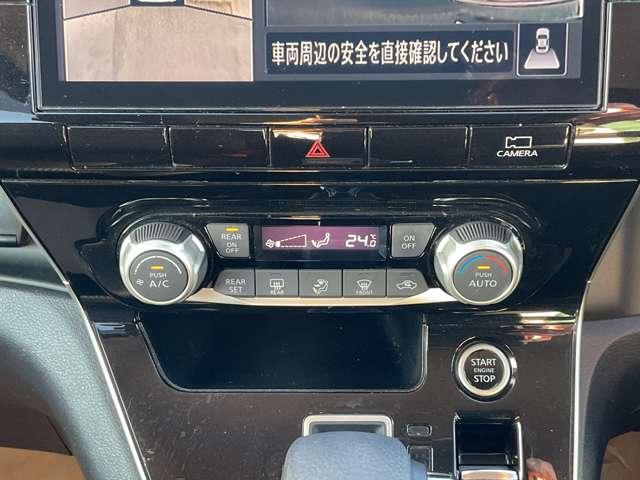 車両周辺の安全を直接確認してください
CAMERA
REAR
ON
OFF
24.0
°C
ON
OFF
PUSH
A/C
PUSH
AUTO
REAR
SET
REAR
FRONT
START
ENGINE
STOP